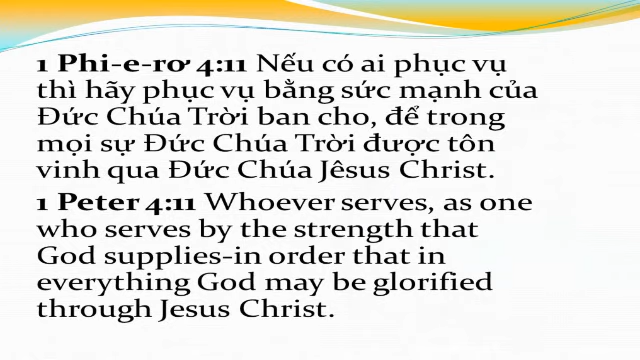 1 Phi-e-rơ 4:11 Nếu có ai phục vụ
thì hãy phục vụ bằng sức mạnh của
Đức Chúa Trời ban cho, để trong
mọi sự Đức Chúa Trời được tôn
vinh qua Đức Chúa Jêsus Christ.
1 Peter 4:11 Whoever serves, as one
who serves by the strength that
God supplies-in order that in
everything God may be glorified
through Jesus Christ.